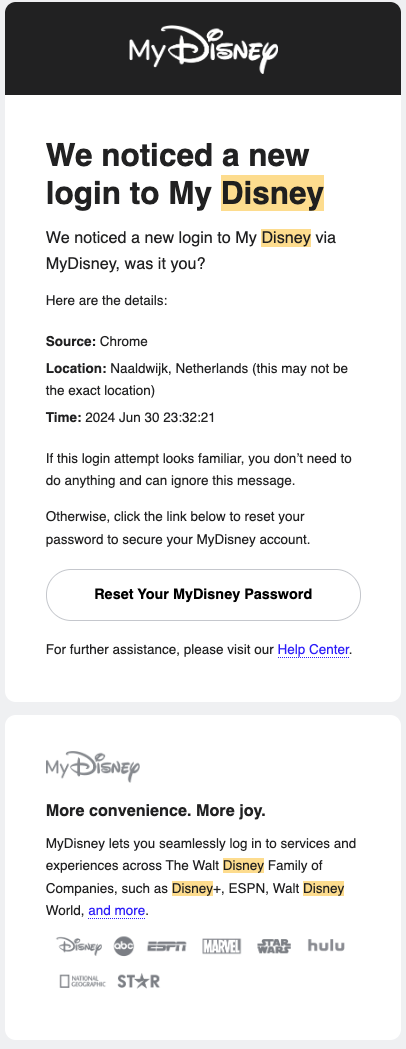 My Disney
We noticed a new
login to My Disney
We noticed a new login to My Disney via
MyDisney, was it you?
Here are the details:
Source: Chrome
Location: Naaldwijk, Netherlands (this may not be
the exact location)
Time: 2024 Jun 30 23:32:21
If this login attempt looks familiar, you don’t need to
do anything and can ignore this message.
Otherwise, click the link below to reset your
password to secure your MyDisney account.
Reset Your MyDisney Password
For further assistance, please visit our Help Center.
My Disney
More convenience. More joy.
MyDisney lets you seamlessly log in to services and
experiences across The Walt Disney Family of
Companies, such as Disney+, ESPN, Walt Disney
World, and more.
Disney abc ESPN MARVEL STAR WARS hulu
NATIONAL GEOGRAPHIC STAR